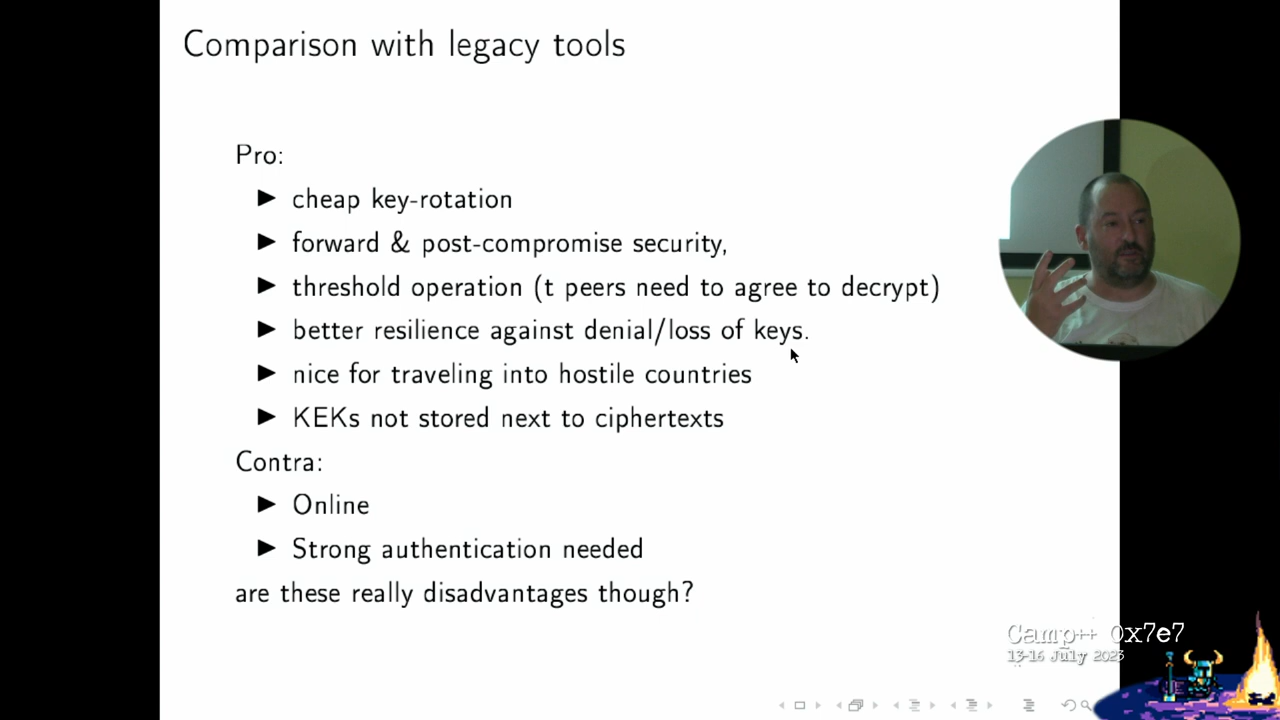 Comparison with legacy tools
Pro:
cheap key-rotation
forward & post-compromise security,
threshold operation (t peers need to agree to decrypt)
better resilience against denial/loss of keys.
nice for traveling into hostile countries
KEKs not stored next to ciphertexts
Contra:
Online
Strong authentication needed
are these really disadvantages though?
Camp++ 0x7e7
13-16 July 2023